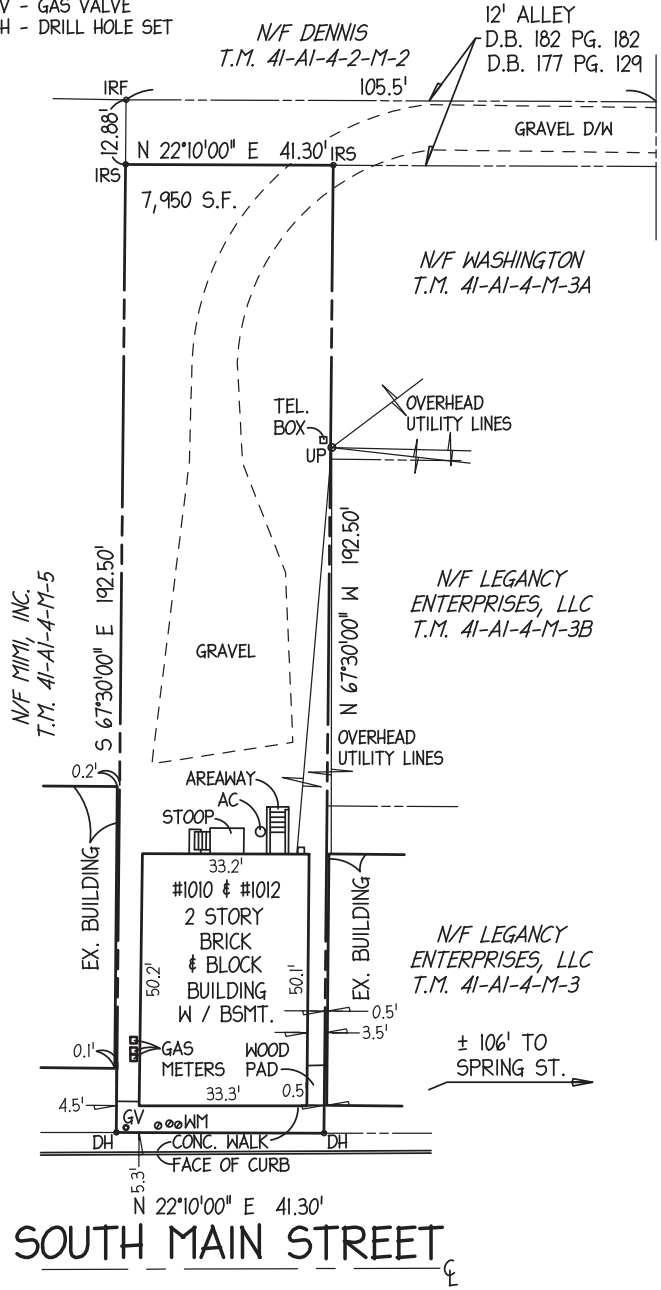 V - GAS VALVE
H - DRILL HOLE SET
12' ALLEY
D.B. 182 PG. 182
D.B. 177 PG. 129
N/F DENNIS
T.M. 41-A1-4-2-M-2
IRF
105.5'
12.88'
GRAVEL D/W
N 22°10'00" E 41.30'
IRS
IRS
7,950 S.F.
N/F WASHINGTON
T.M. 41-A1-4-M-3A
TEL.
BOX
OVERHEAD
UTILITY LINES
UP
S 67°30'00" E 192.50'
N 67°30'00" W 192.50'
N/F MIMI, INC.
T.M. 41-A1-4-M-5
N/F LEGANCY
ENTERPRISES, LLC
T.M. 41-A1-4-M-3B
GRAVEL
OVERHEAD
UTILITY LINES
0.2'
AREAWAY
AC
STOOP
33.2'
#1010 & #1012
2 STORY
BRICK
& BLOCK
BUILDING
W / BSMT.
50.2'
50.1'
EX. BUILDING
EX. BUILDING
N/F LEGANCY
ENTERPRISES, LLC
T.M. 41-A1-4-M-3
0.5'
3.5'
0.1'
GAS
METERS
WOOD
PAD
± 106' TO
SPRING ST.
33.3'
0.5'
4.5'
GV
WM
DH
CONC. WALK
DH
FACE OF CURB
5.3'
N 22°10'00" E 41.30'
SOUTH MAIN STREET
℄